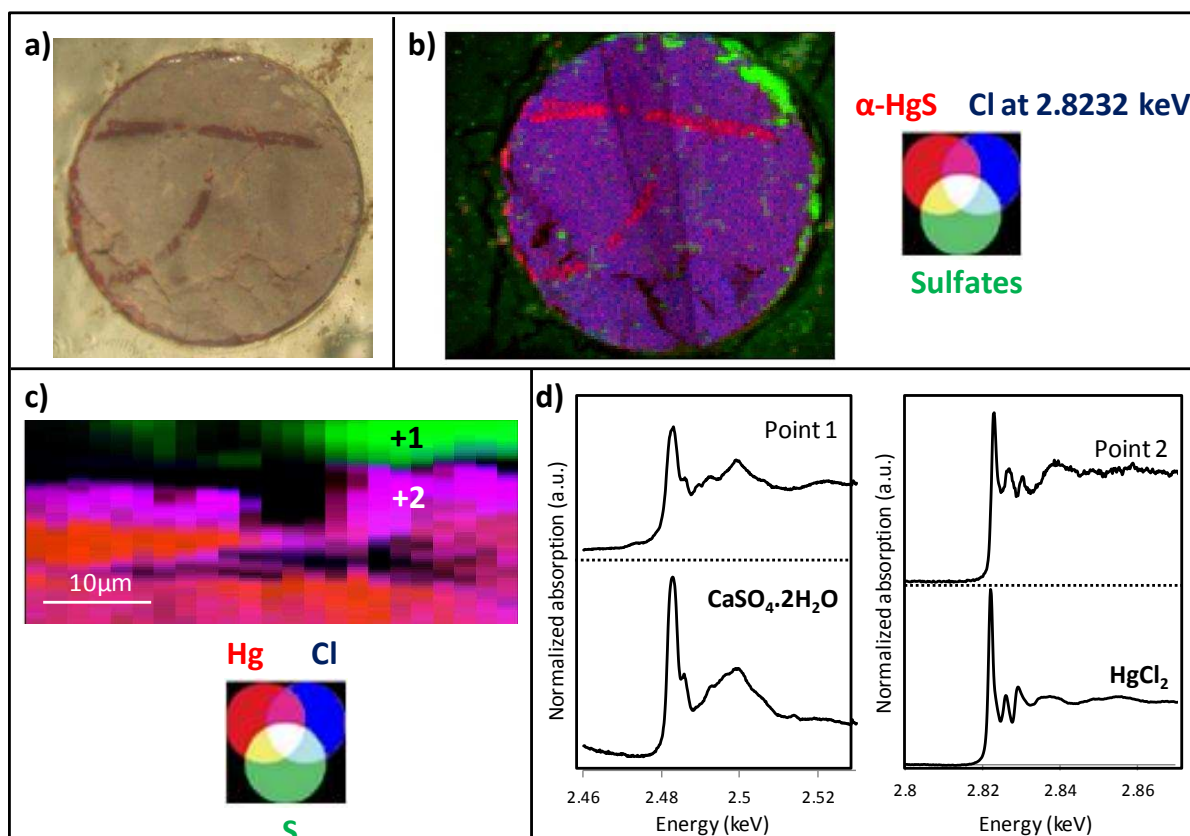 a)
b)
α-HgS Cl at 2.8232 keV
Sulfates
c)
+1
+2
10µm
Hg Cl
S
d)
Normalized absorption (a.u.)
Point 1
CaSO₄.2H₂O
2.46 2.48 2.5 2.52
Energy (keV)
Normalized absorption (a.u.)
Point 2
HgCl₂
2.8 2.82 2.84 2.86
Energy (keV)